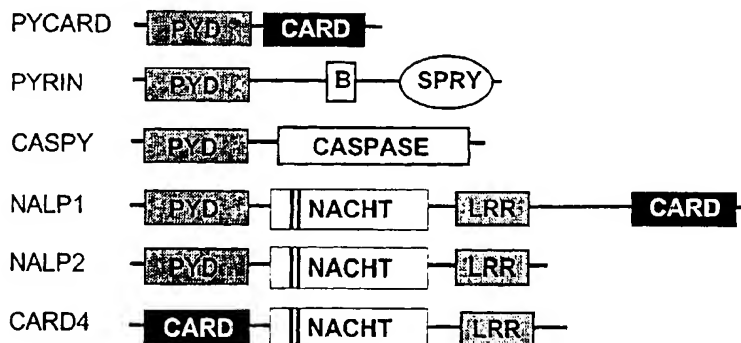 PYCARD PYD CARD
PYRIN PYD B SPRY
CASPY PYD CASPASE
NALP1 PYD NACHT LRR CARD
NALP2 PYD NACHT LRR
CARD4 CARD NACHT LRR